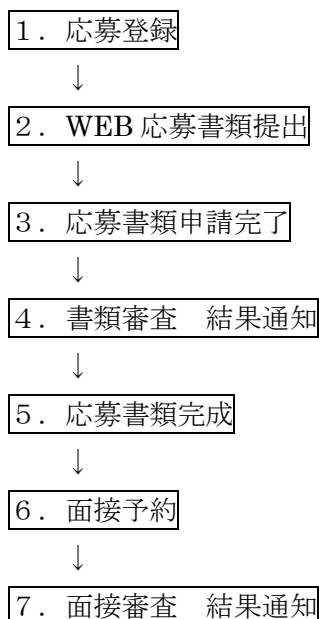 １．応募登録
↓
２．WEB 応募書類提出
↓
３．応募書類申請完了
↓
４．書類審査　結果通知
↓
５．応募書類完成
↓
６．面接予約
↓
７．面接審査　結果通知